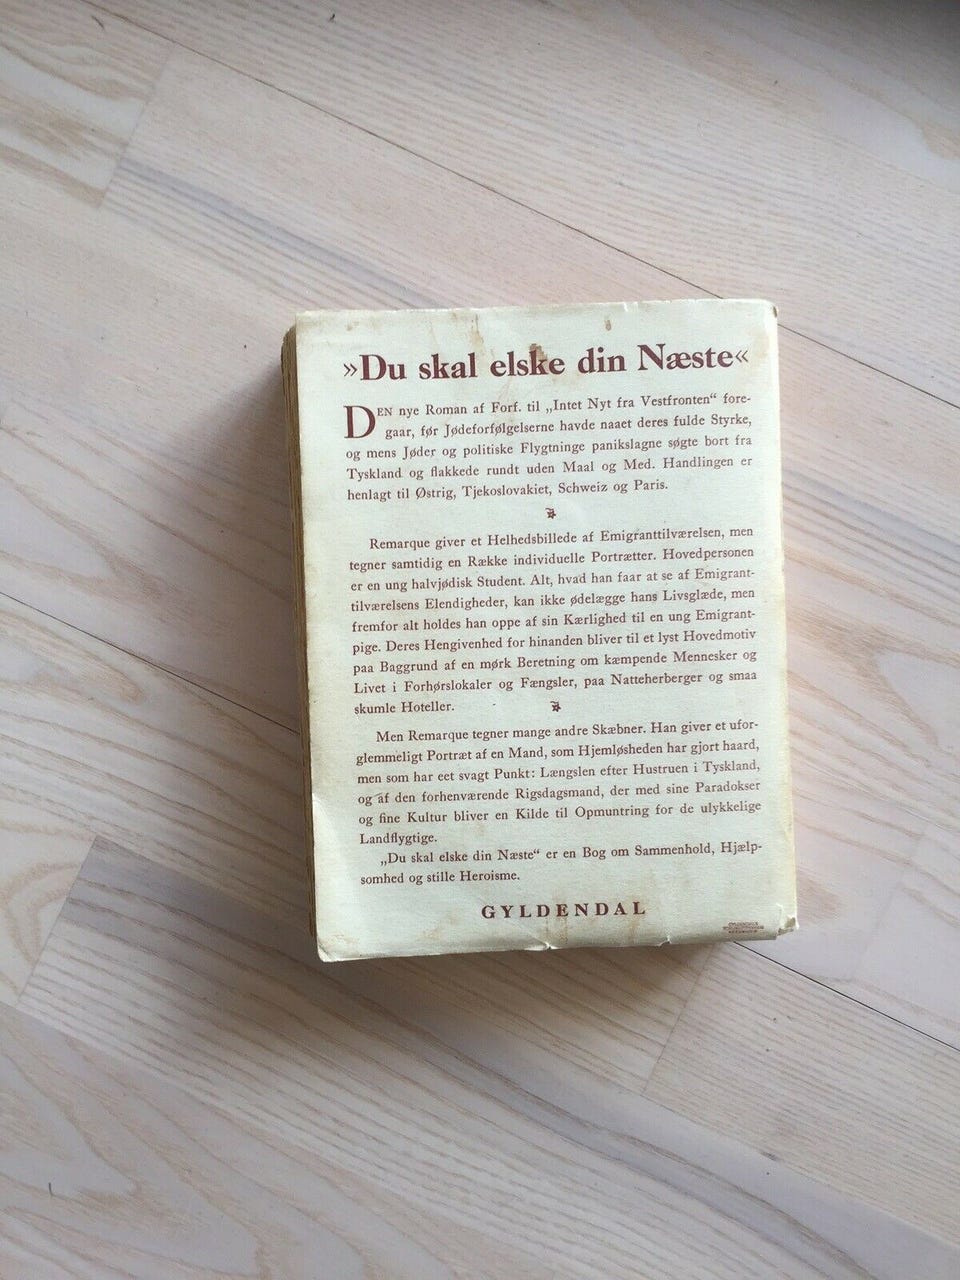 »Du skal elske din Næste«
DEN nye Roman af Forf. til „Intet Nyt fra Vestfronten“ fore-
gaar, før Jødeforfølgelserne havde naaet deres fulde Styrke,
og mens Jøder og politiske Flygtninge panikslagne søgte bort fra
Tyskland og flakkede rundt uden Maal og Med. Handlingen er
henlagt til Østrig, Tjekoslovakiet, Schweiz og Paris.
Remarque giver et Helhedsbillede af Emigranttilværelsen, men
tegner samtidig en Række individuelle Portrætter. Hovedpersonen
er en ung halvjødisk Student. Alt, hvad han faar at se af Emigrant-
tilværelsens Elendigheder, kan ikke ødelægge hans Livsglæde, men
fremfor alt holdes han oppe af sin Kærlighed til en ung Emigrant-
pige. Deres Hengivenhed for hinanden bliver til et lyst Hovedmotiv
paa Baggrund af en mørk Beretning om kæmpende Mennesker og
Livet i Forhørslokaler og Fængsler, paa Natteherberger og smaa
skumle Hoteller.
Men Remarque tegner mange andre Skæbner. Han giver et ufor-
glemmeligt Portræt af en Mand, som Hjemløsheden har gjort haard,
men som har eet svagt Punkt: Længslen efter Hustruen i Tyskland,
og af den forhenværende Rigsdagsmand, der med sine Paradokser
og fine Kultur bliver en Kilde til Opmuntring for de ulykkelige
Landflygtige.
„Du skal elske din Næste“ er en Bog om Sammenhold, Hjælp-
somhed og stille Heroisme.
GYLDENDAL